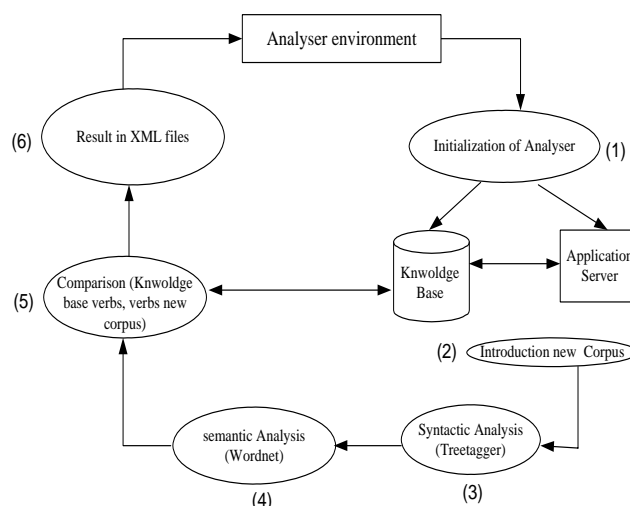 Analyser environment
(6)
Result in XML files
Initialization of Analyser
(1)
Knwoldge
Base
Application
Server
(5)
Comparison (Knwoldge
base verbs, verbs new
corpus)
(2)
Introduction new Corpus
semantic Analysis
(Wordnet)
(4)
Syntactic Analysis
(Treetagger)
(3)